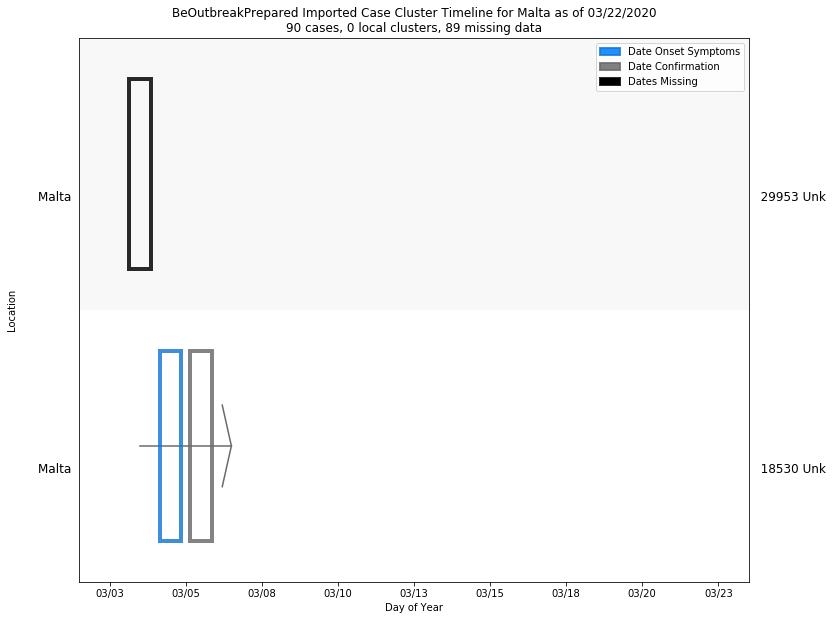 BeOutbreakPrepared Imported Case Cluster Timeline for Malta as of 03/22/2020
90 cases, 0 local clusters, 89 missing data
Date Onset Symptoms
Date Confirmation
Dates Missing
Malta
29953 Unk
Location
Malta
18530 Unk
03/03 03/05 03/08 03/10 03/13 03/15 03/18 03/20 03/23
Day of Year